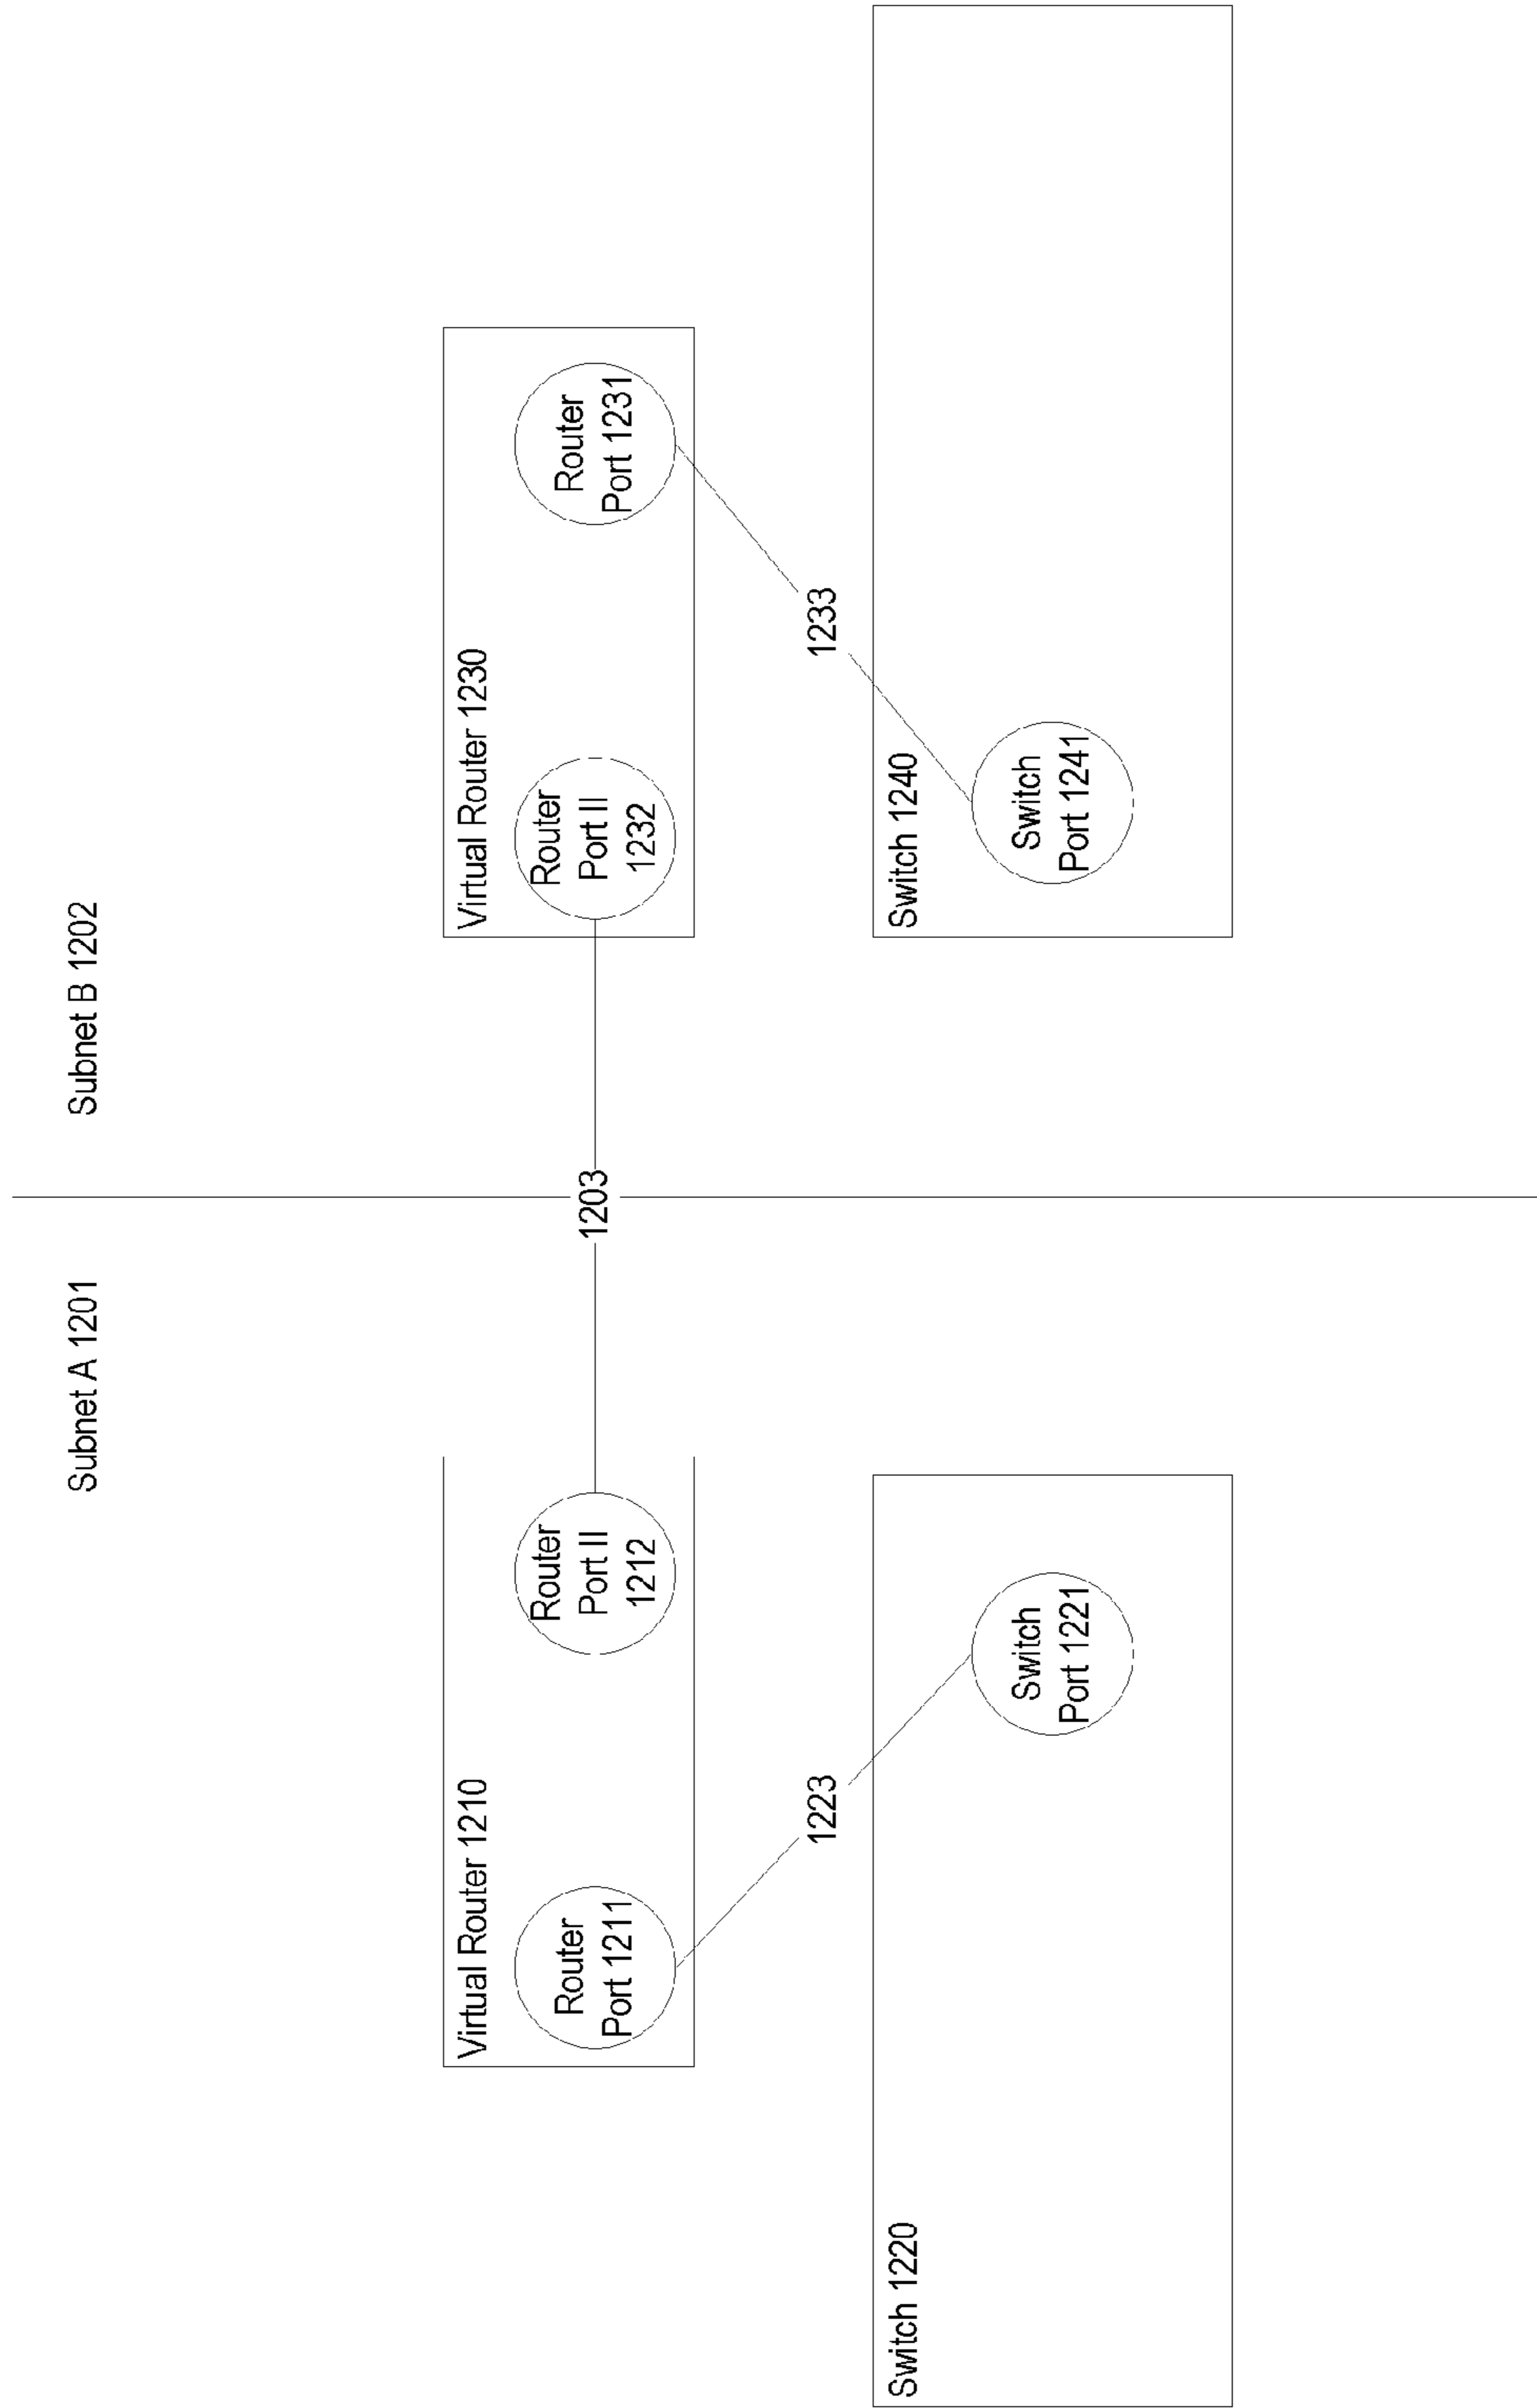 Subnet A 1201
Subnet B 1202
Virtual Router 1210
Router
Port 1211
Router
Port II
1212
1203
Virtual Router 1230
Router
Port II
1232
Router
Port 1231
1223
1233
Switch 1220
Switch
Port 1221
Switch 1240
Switch
Port 1241